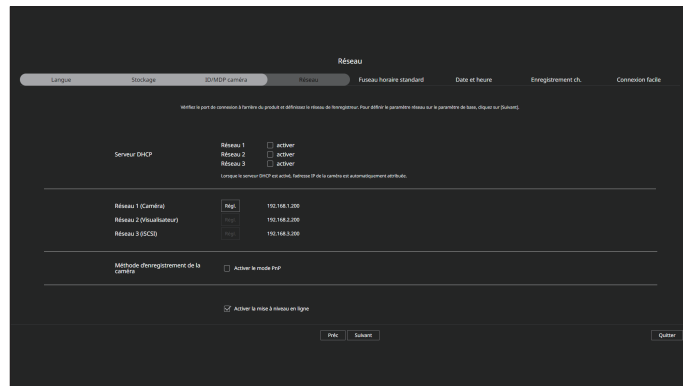 Réseau
Langue Stockage ID/MDP caméra Réseau Fuseau horaire standard Date et heure Enregistrement ch. Connexion facile
Vérifiez le port de connexion à l'arrière du produit et définissez le réseau de l'enregistreur. Pour définir le paramètre réseau sur le paramètre de base, cliquez sur [Suivant].
Serveur DHCP
Réseau 1 activer
Réseau 2 activer
Réseau 3 activer
Lorsque le serveur DHCP est activé, l'adresse IP de la caméra est automatiquement attribuée.
Réseau 1 (Caméra) Régl. 192.168.1.200
Réseau 2 (Visualisateur) Régl. 192.168.2.200
Réseau 3 (iSCSI) Régl. 192.168.3.200
Méthode d'enregistrement de la
caméra
Activer le mode PnP
Activer la mise à niveau en ligne
Préc Suivant Quitter